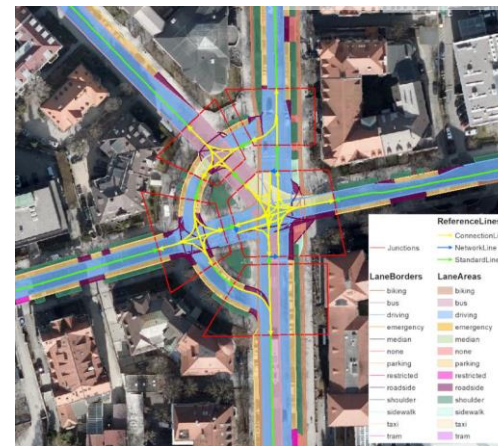 ReferenceLines
ConnectionLi
NetworkLine
StandardLine
Junctions
LaneBorders
biking
bus
driving
emergency
median
none
parking
restricted
roadside
shoulder
sidewalk
taxi
tram
LaneAreas
biking
bus
driving
emergency
median
none
parking
restricted
roadside
shoulder
sidewalk
taxi
tram